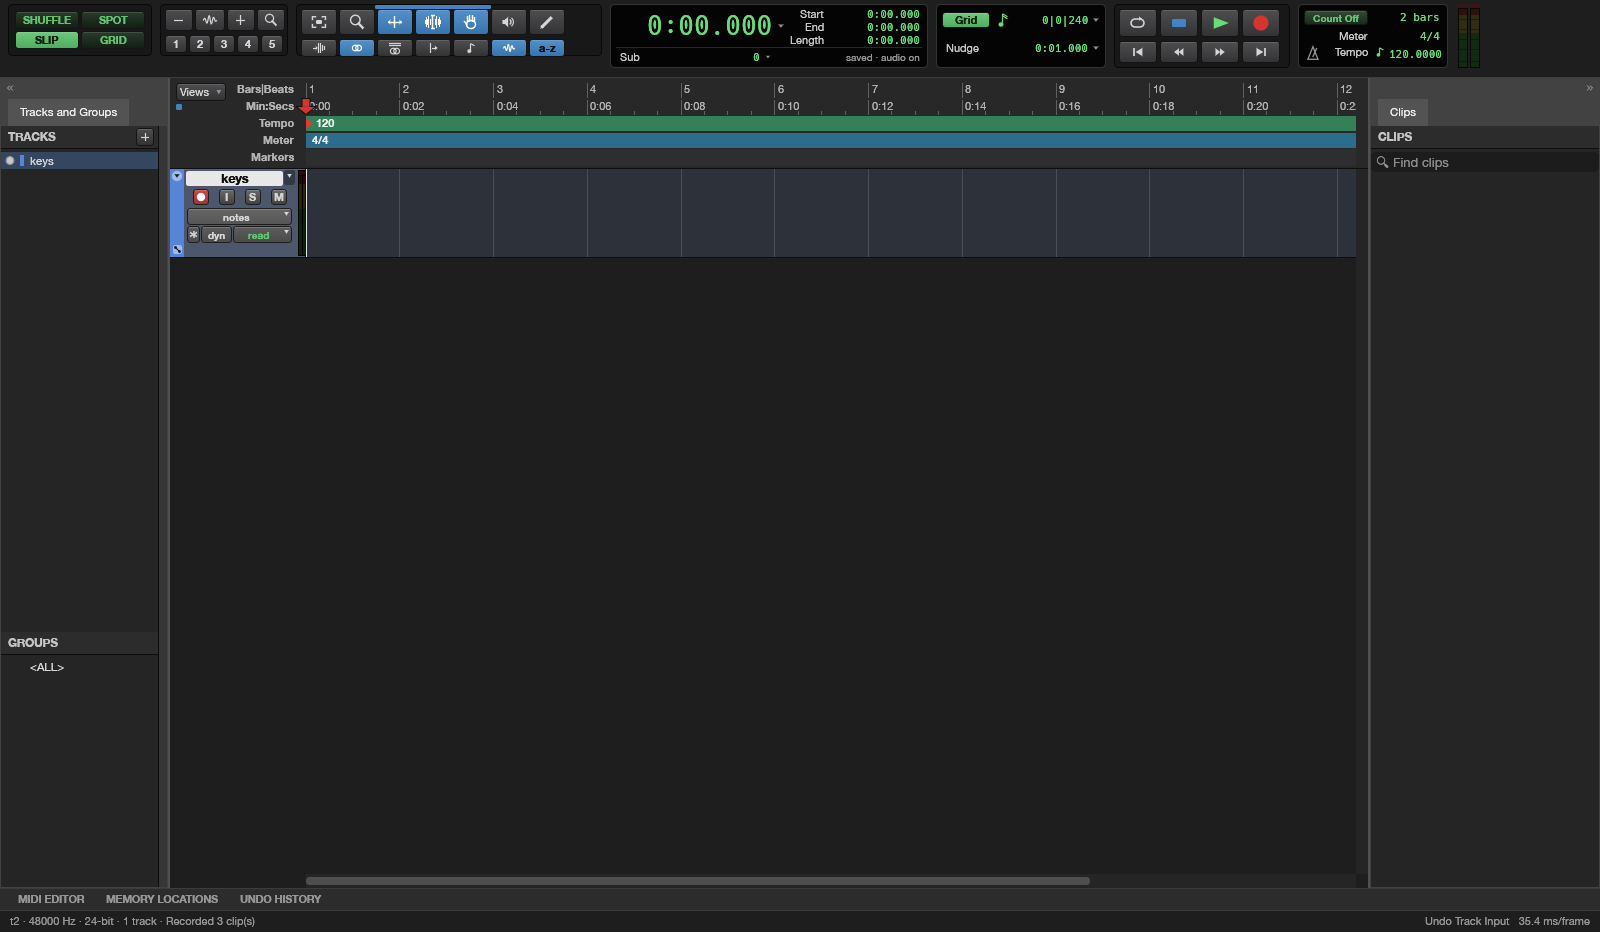 SHUFFLE SPOT
SLIP GRID
1 2 3 4 5
a-z
0:00.000
Start 0:00.000
End 0:00.000
Length 0:00.000
Sub 0 saved · audio on
Grid 0|0|240
Nudge 0:01.000
Count Off 2 bars
Meter 4/4
Tempo 120.0000
Tracks and Groups
TRACKS
keys
GROUPS
<ALL>
Views
Bars|Beats 1 2 3 4 5 6 7 8 9 10 11 12
Min:Secs 0:02 0:04 0:06 0:08 0:10 0:12 0:14 0:16 0:18 0:20 0:2
Tempo 120
Meter 4/4
Markers
keys
I S M
notes
dyn read
Clips
CLIPS
Find clips
MIDI EDITOR MEMORY LOCATIONS UNDO HISTORY
t2 · 48000 Hz · 24-bit · 1 track · Recorded 3 clip(s)
Undo Track Input 35.4 ms/frame